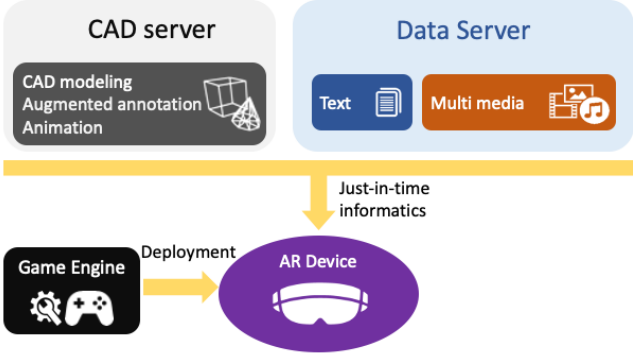 CAD server
CAD modeling
Augmented annotation
Animation
Data Server
Text
Multi media
Just-in-time
informatics
Deployment
Game Engine
AR Device